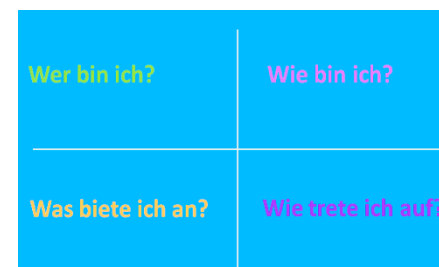 Wer bin ich?
Wie bin ich?
Was biete ich an?
Wie trete ich auf?